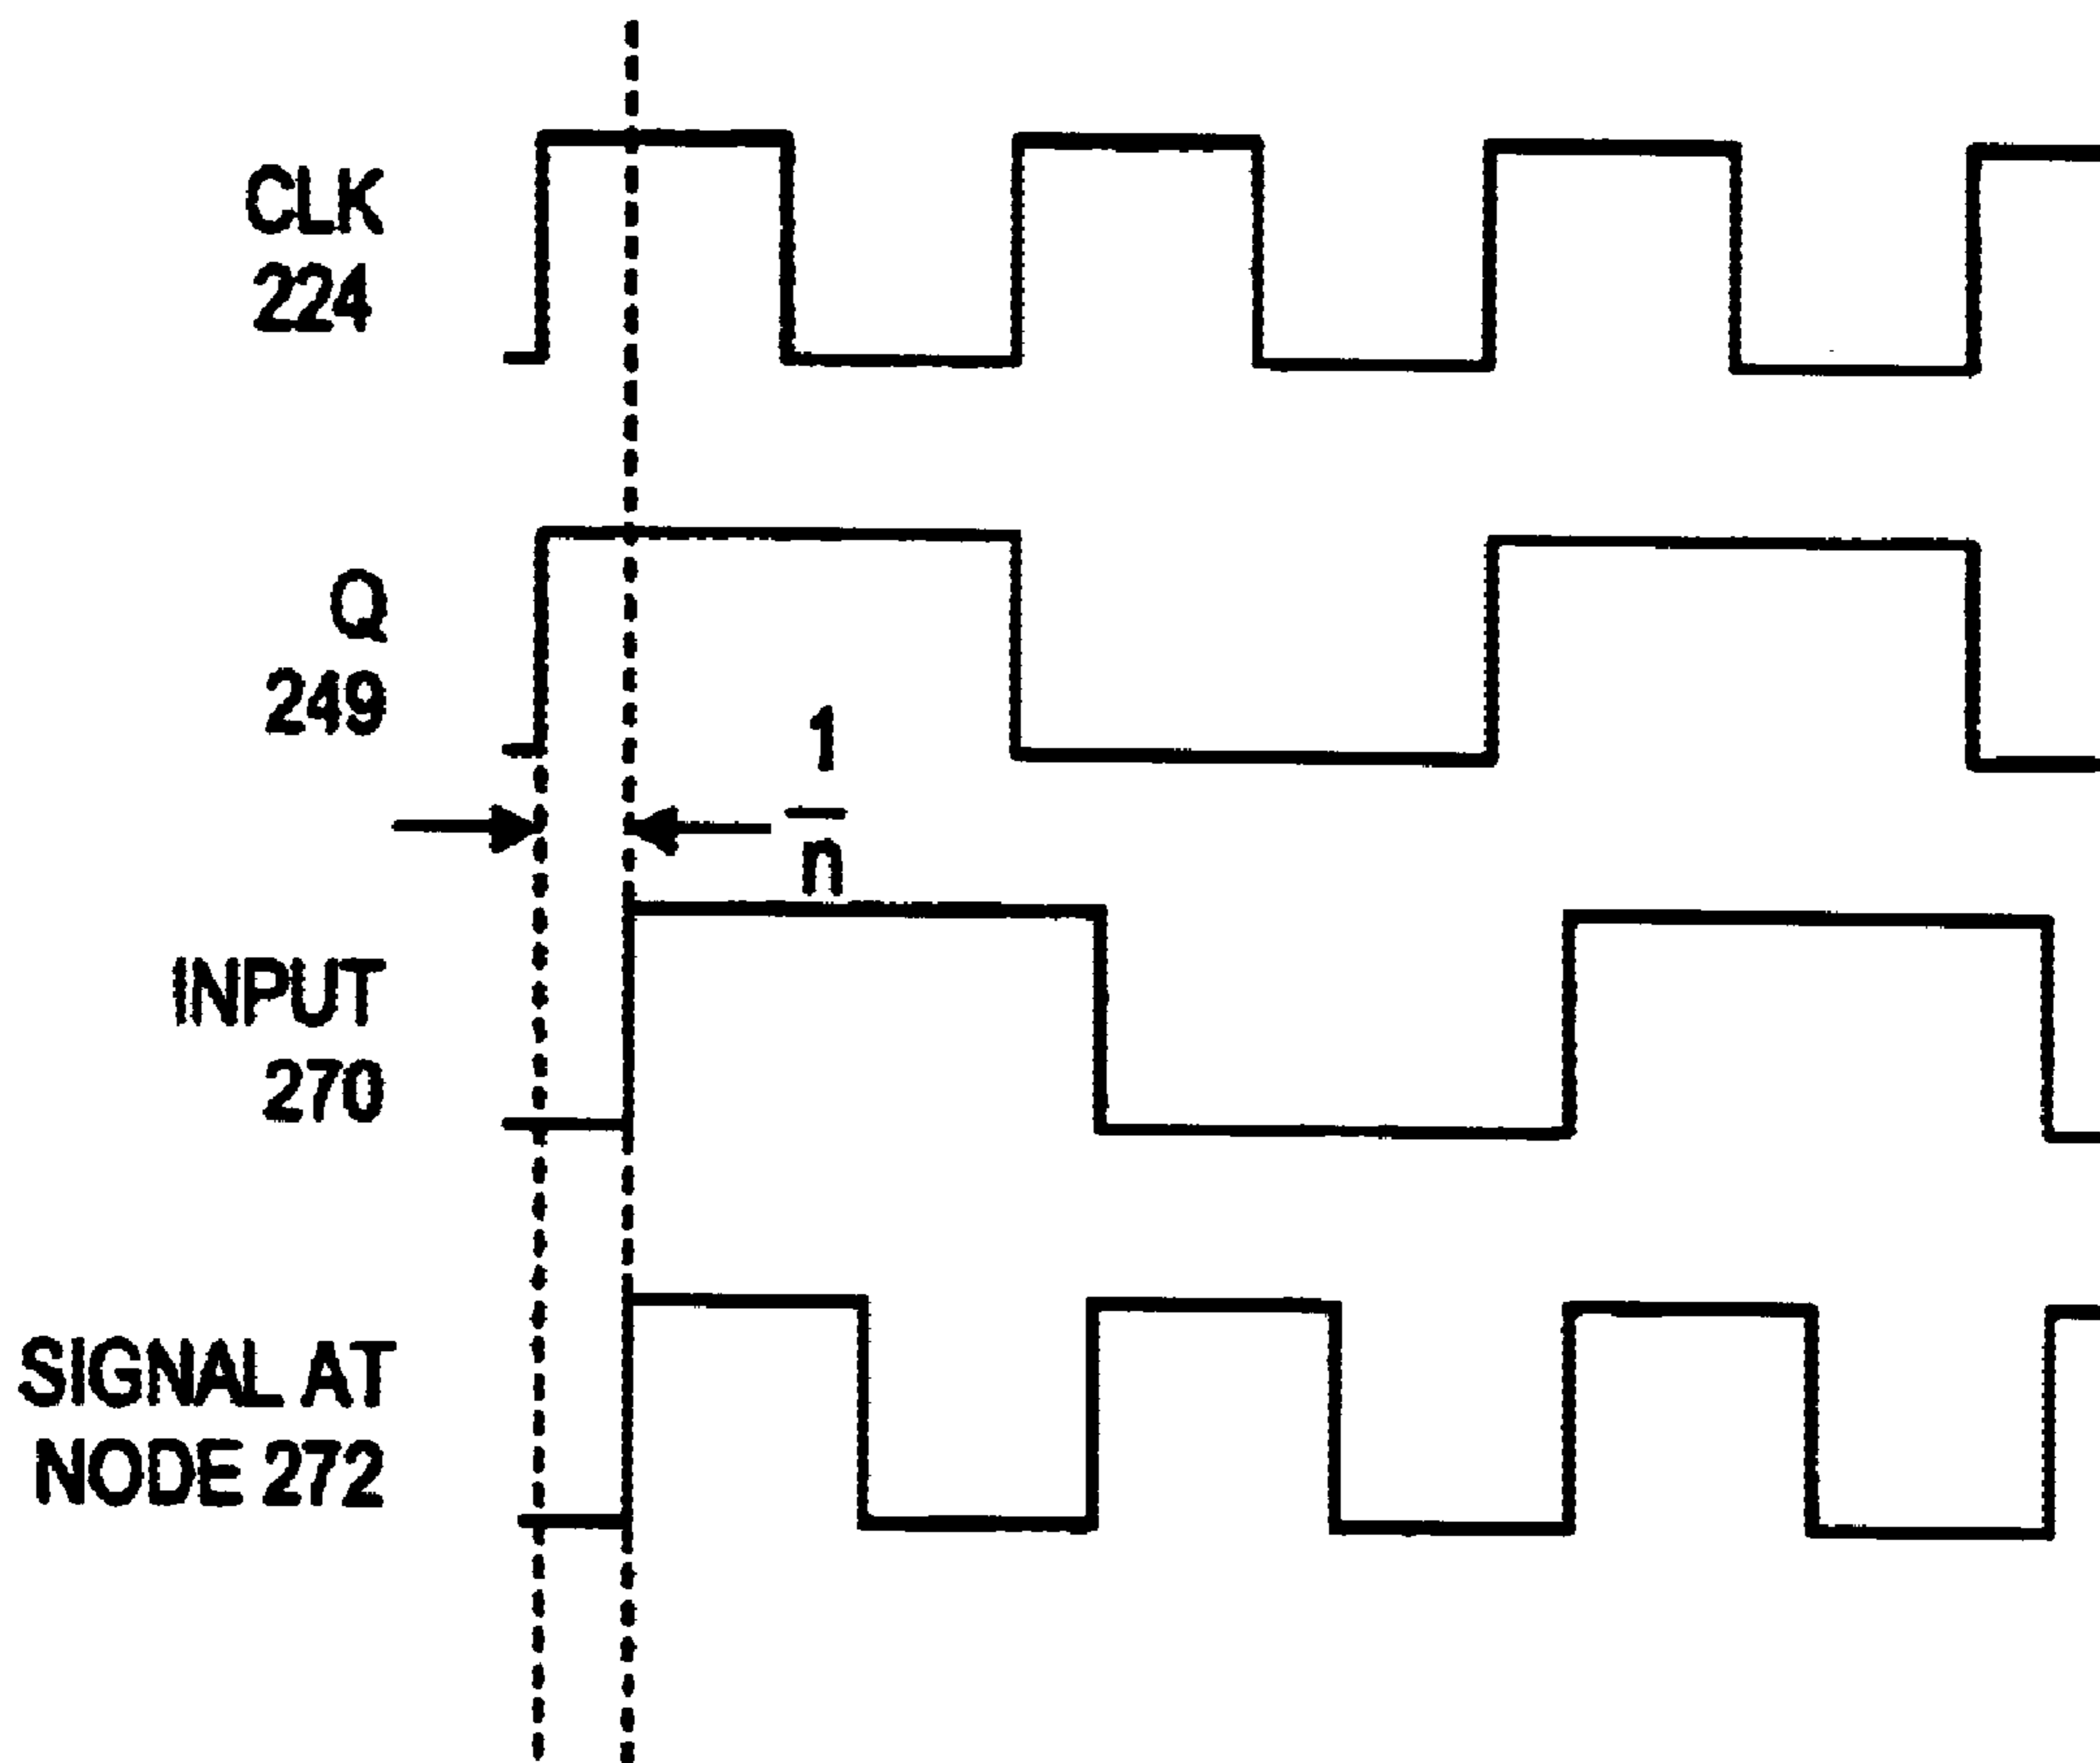 CLK
224
Q
249
1
n
INPUT
270
SIGNAL AT
NODE 272